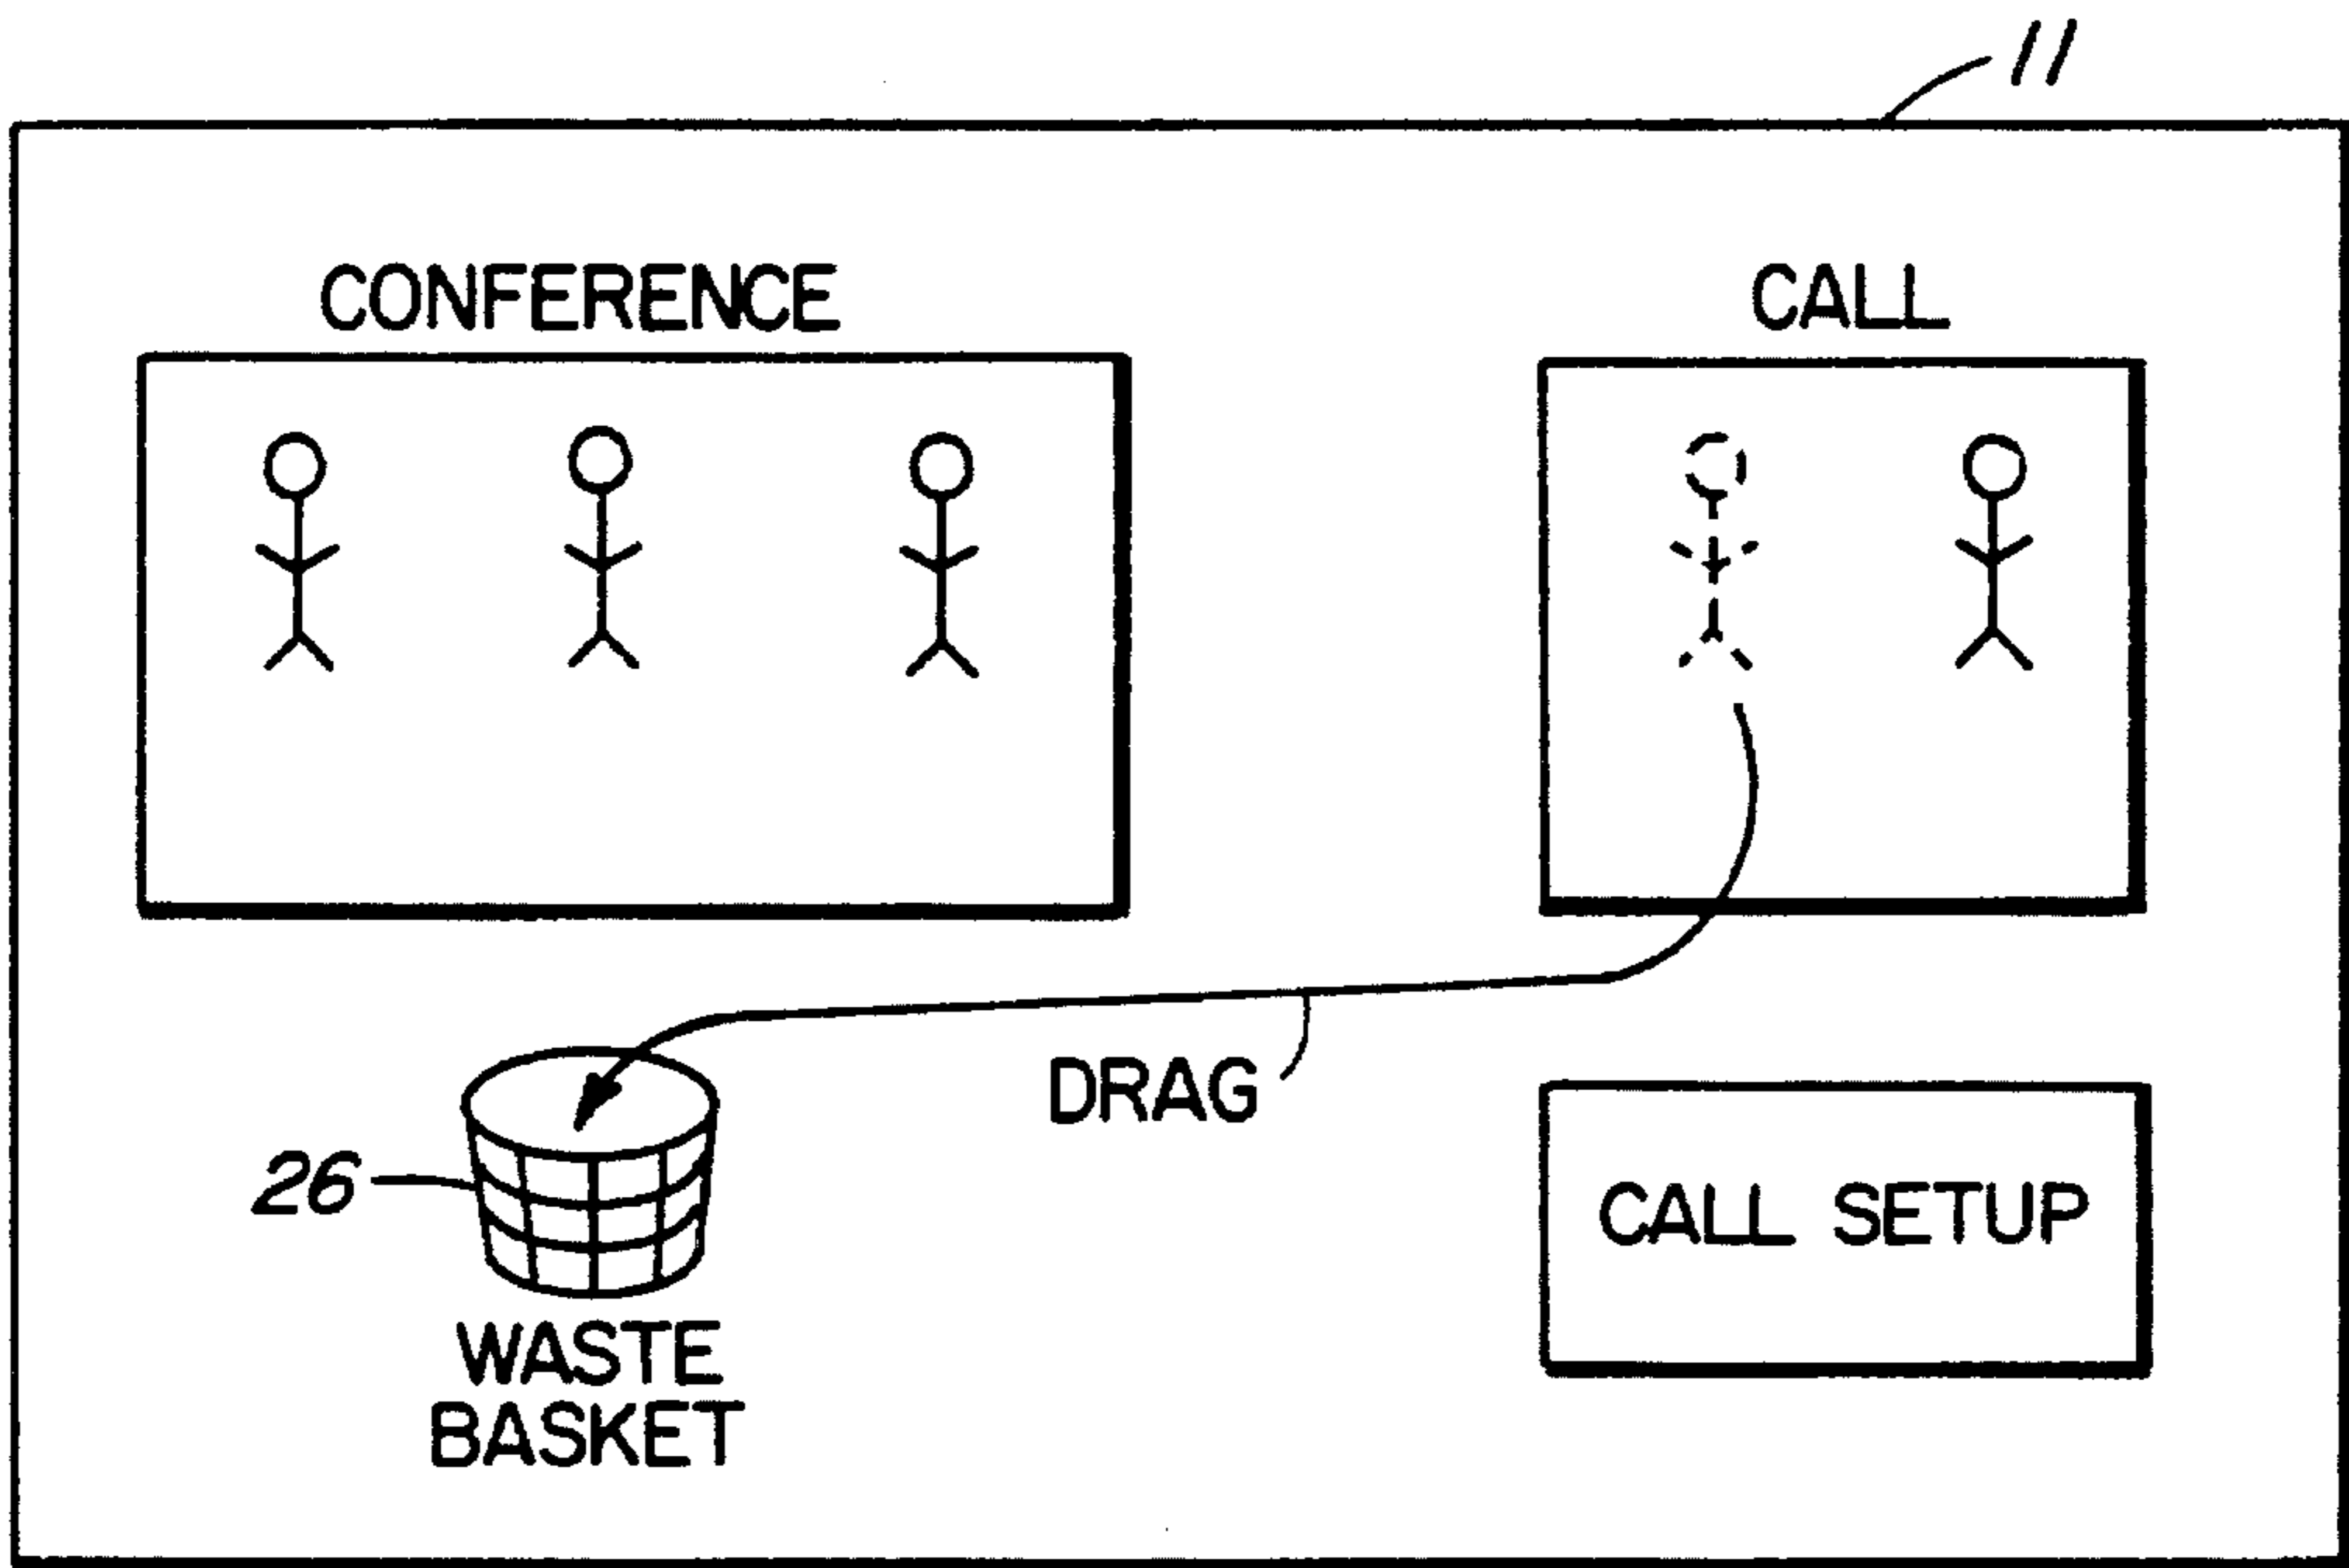 11
CONFERENCE
CALL
DRAG
26
CALL SETUP
WASTE
BASKET